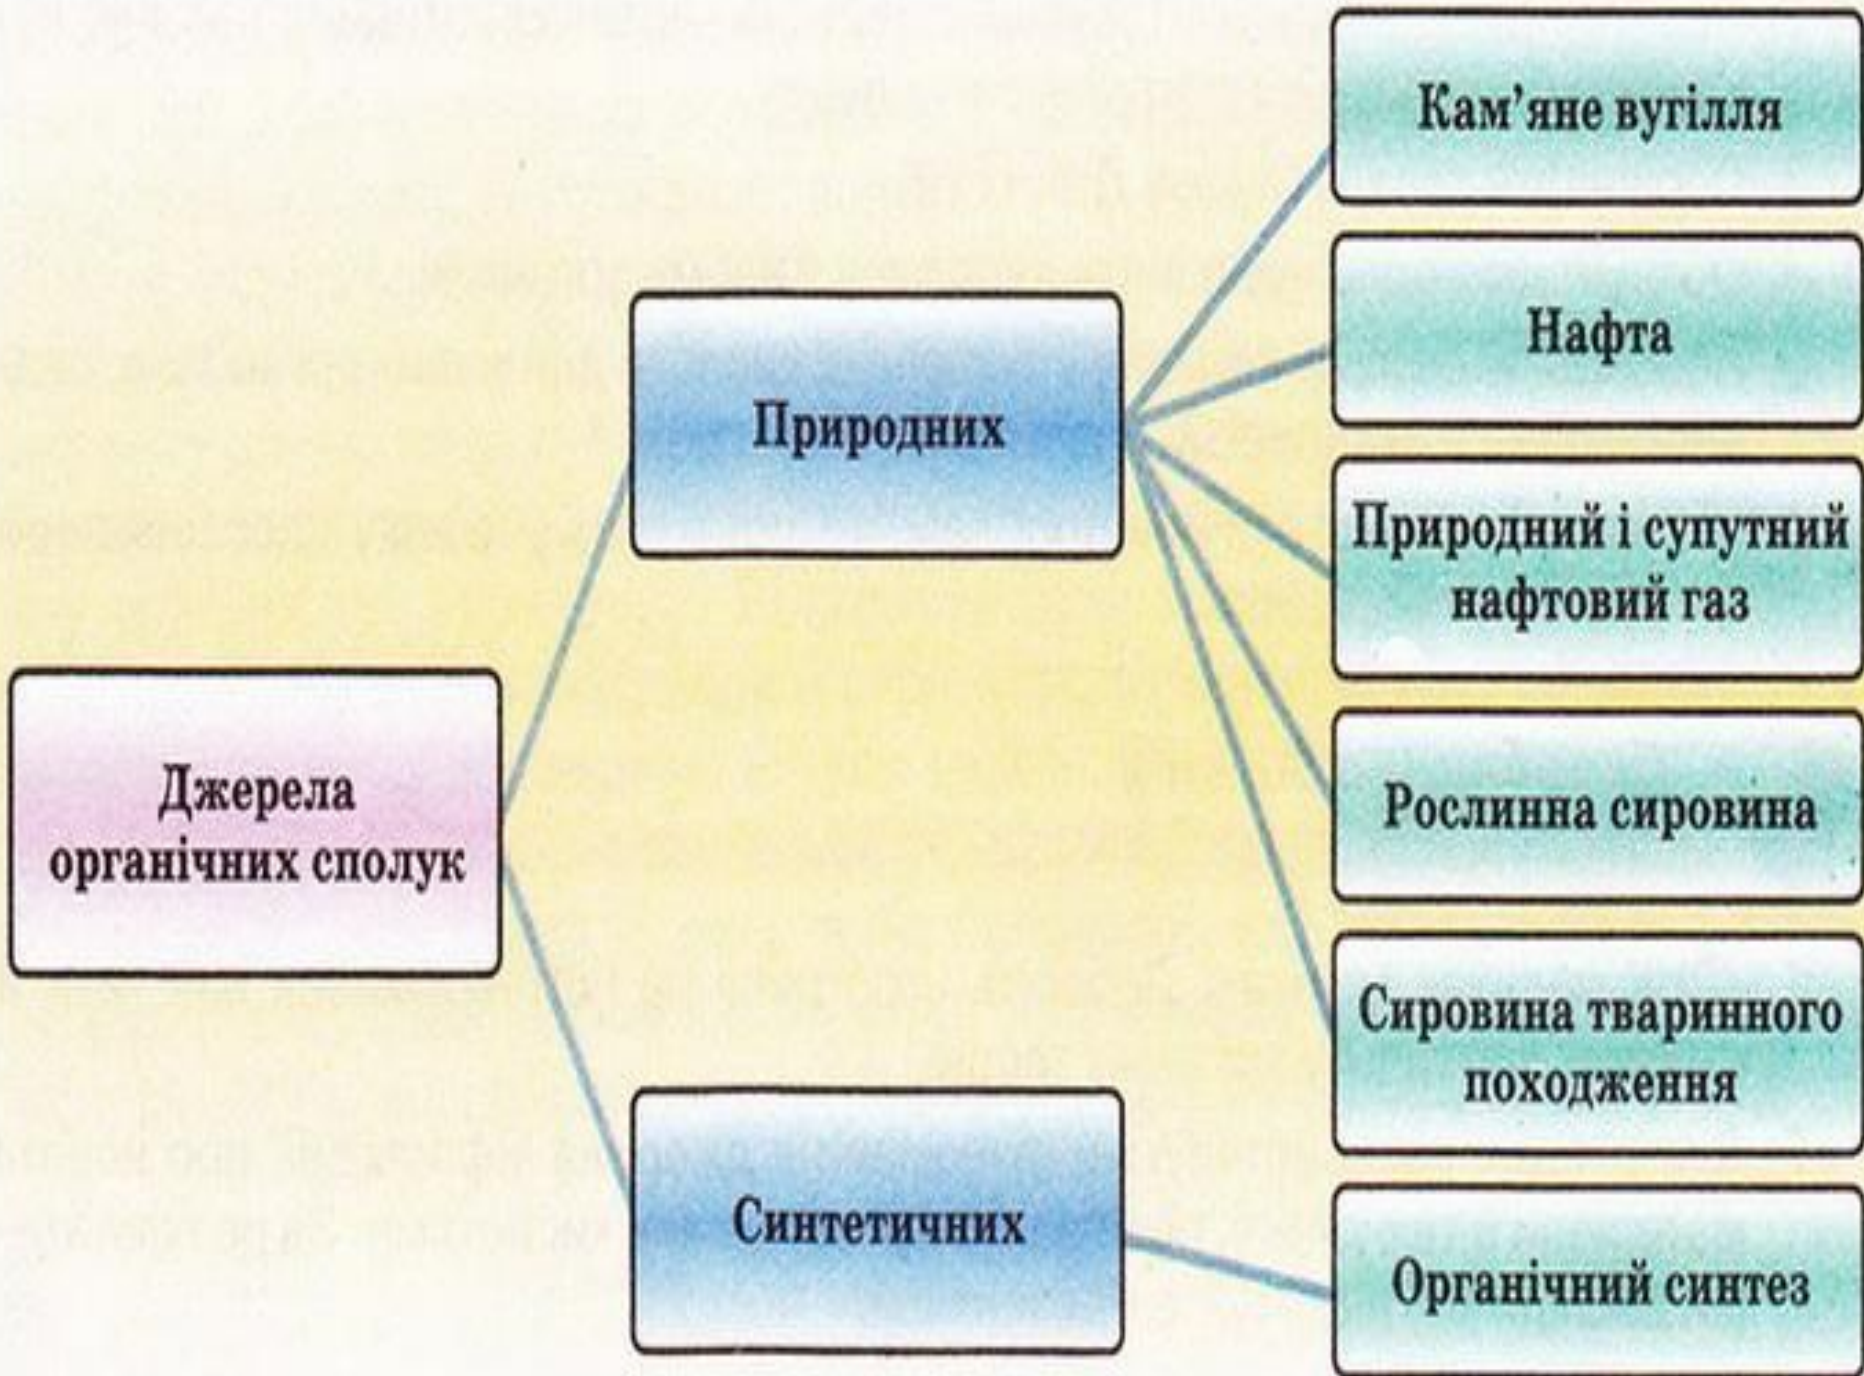 Джерела
органічних сполук
Природних
Синтетичних
Кам’яне вугілля
Нафта
Природний і супутний
нафтовий газ
Рослинна сировина
Сировина тваринного
походження
Органічний синтез